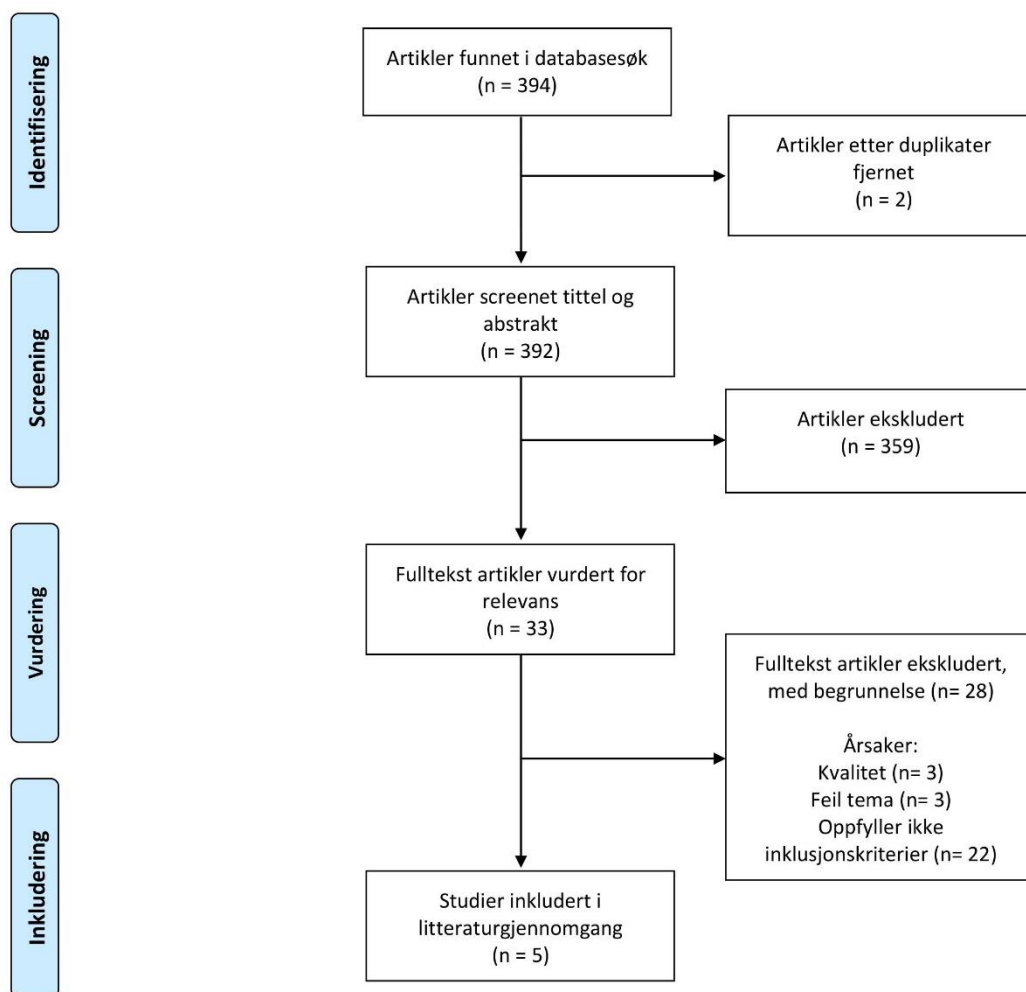 Identifisering
Artikler funnet i databasesøk
(n = 394)
Artikler etter duplikater
fjernet
(n = 2)
Screening
Artikler screenet tittel og
abstrakt
(n = 392)
Artikler ekskludert
(n = 359)
Vurdering
Fulltekst artikler vurdert for
relevans
(n = 33)
Fulltekst artikler ekskludert,
med begrunnelse (n= 28)
Årsaker:
Kvalitet (n= 3)
Feil tema (n= 3)
Oppfyller ikke
inklusjonskriterier (n= 22)
Inkludering
Studier inkludert i
litteraturgjennomgang
(n = 5)